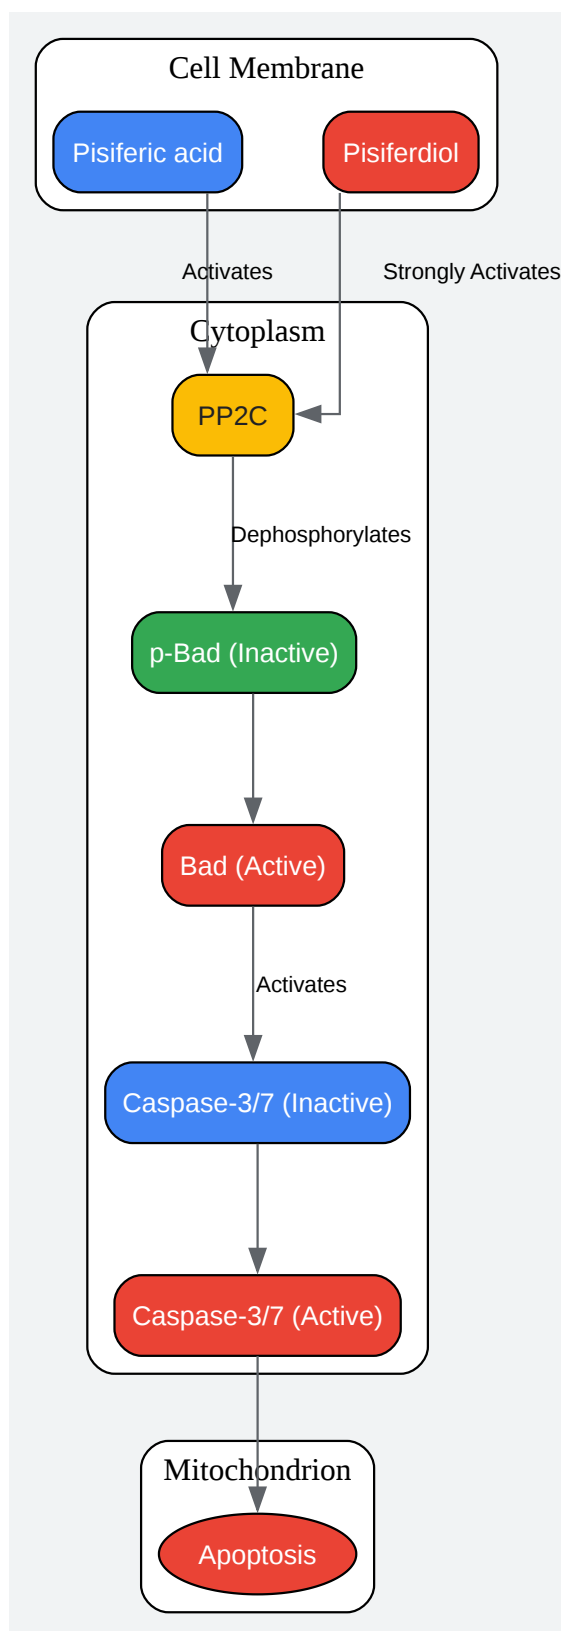 Cell Membrane
Pisiferic acid
Pisiferdiol
Activates
Strongly Activates
Cytoplasm
PP2C
Dephosphorylates
p-Bad (Inactive)
Bad (Active)
Activates
Caspase-3/7 (Inactive)
Caspase-3/7 (Active)
Mitochondrion
Apoptosis